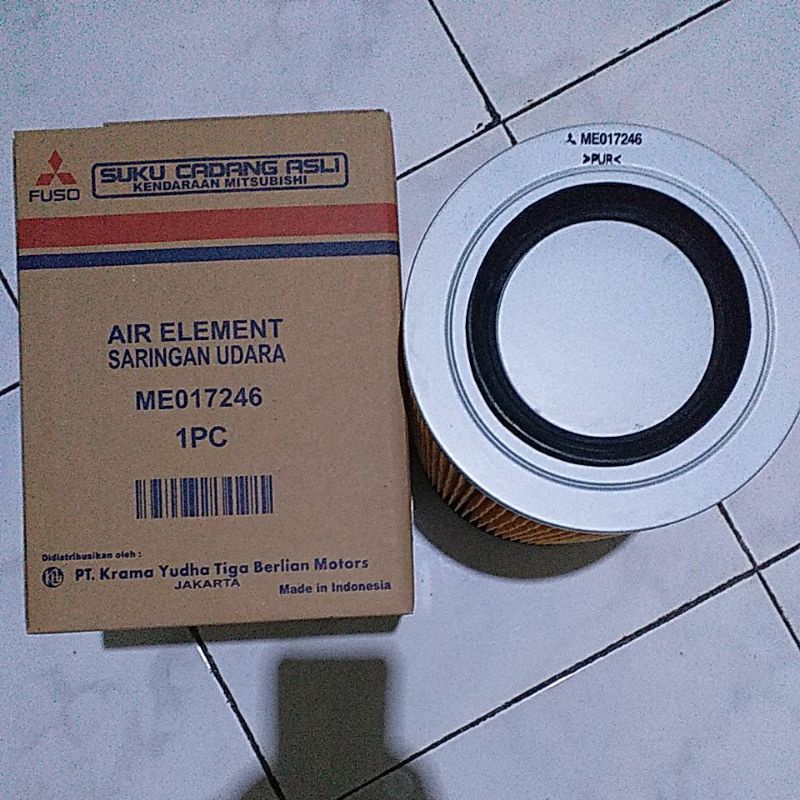 FUSO
SUKU CADANG ASLI
KENDARAAN MITSUBISHI
AIR ELEMENT
SARINGAN UDARA
ME017246
1PC
Didistribusikan oleh :
PT. Krama Yudha Tiga Berlian Motors
JAKARTA
Made in Indonesia
ME017246
>PUR<